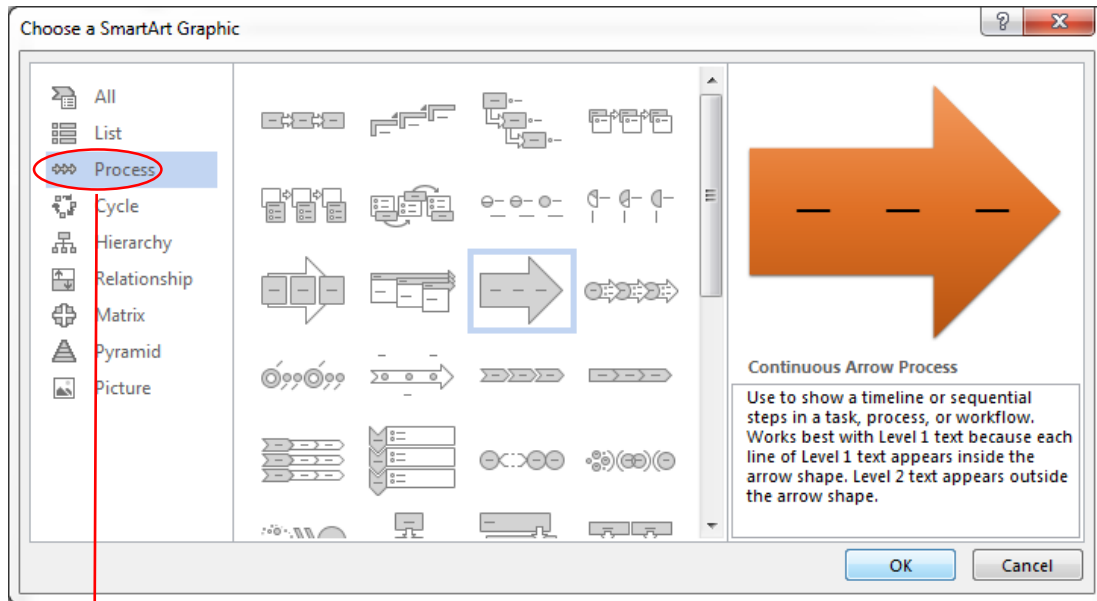 Choose a SmartArt Graphic
?
All
List
Process
Cycle
Hierarchy
Relationship
Matrix
Pyramid
Picture
Continuous Arrow Process
Use to show a timeline or sequential
steps in a task, process, or workflow.
Works best with Level 1 text because each
line of Level 1 text appears inside the
arrow shape. Level 2 text appears outside
the arrow shape.
OK
Cancel